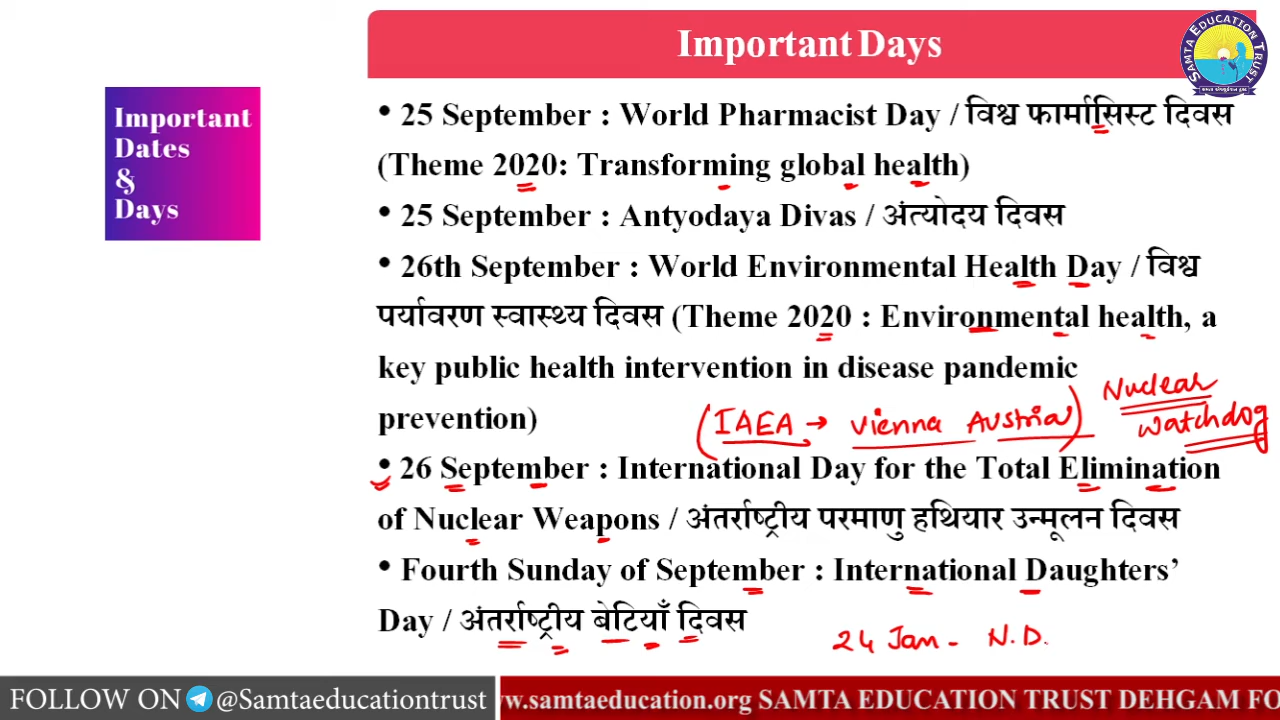 Important Days
SAMTA EDUCATION TRUST
Important
Dates
&
Days
• 25 September : World Pharmacist Day / विश्व फार्मासिस्ट दिवस
(Theme 2020: Transforming global health)
• 25 September : Antyodaya Divas / अंत्योदय दिवस
• 26th September : World Environmental Health Day / विश्व
पर्यावरण स्वास्थ्य दिवस (Theme 2020 : Environmental health, a
key public health intervention in disease pandemic
prevention)
(IAEA → Vienna Austria)
Nuclear
Watchdog
• 26 September : International Day for the Total Elimination
of Nuclear Weapons / अंतर्राष्ट्रीय परमाणु हथियार उन्मूलन दिवस
• Fourth Sunday of September : International Daughters’
Day / अंतर्राष्ट्रीय बेटियाँ दिवस
24 Jan - N.D.
FOLLOW ON @Samtaeducationtrust
www.samtaeducation.org SAMTA EDUCATION TRUST DEHGAM FO